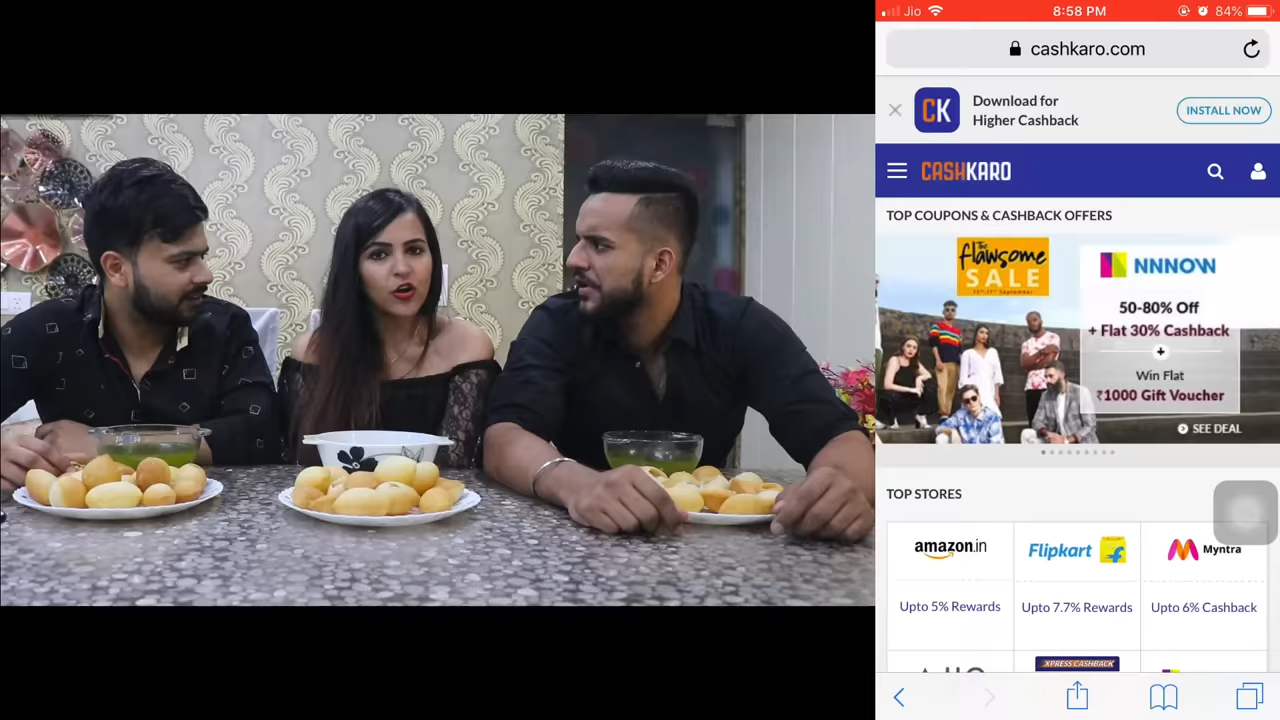 Jio
8:58 PM
84%
cashkaro.com
CK
Download for
Higher Cashback
INSTALL NOW
CASHKARO
TOP COUPONS & CASHBACK OFFERS
The
flawsome
SALE
NNNOW
50-80% Off
+ Flat 30% Cashback
+
Win Flat
₹1000 Gift Voucher
SEE DEAL
TOP STORES
amazon.in
Flipkart
Myntra
Upto 5% Rewards
Upto 7.7% Rewards
Upto 6% Cashback
XPRESS CASHBACK